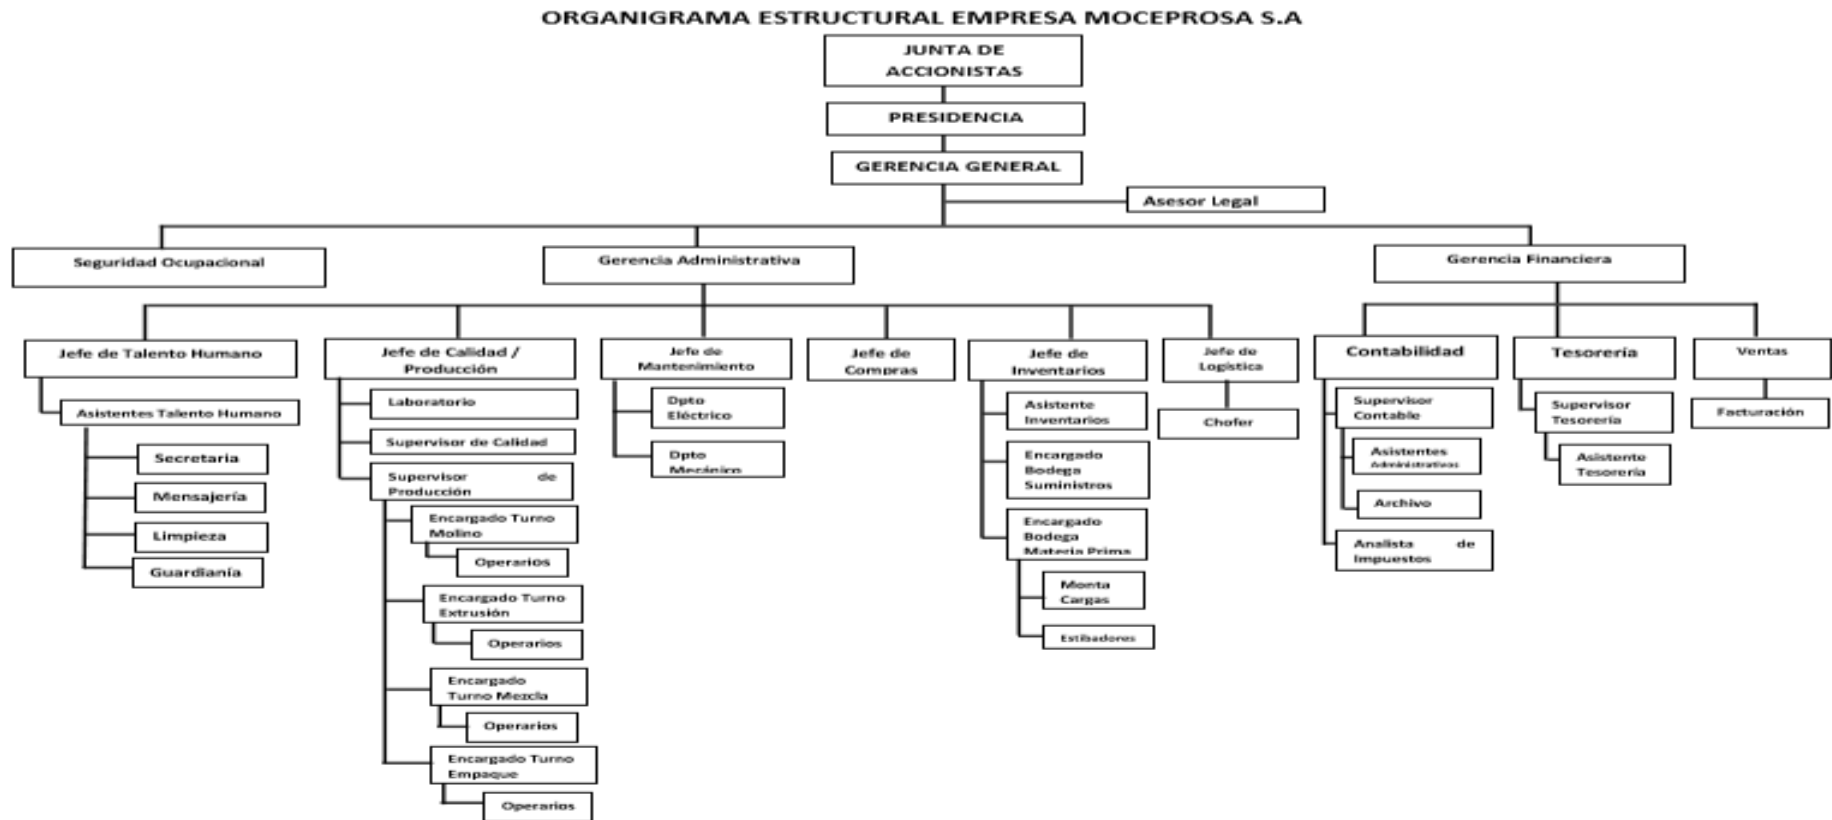 ORGANIGRAMA ESTRUCTURAL EMPRESA MOCEPROSA S.A
JUNTA DE
ACCIONISTAS
PRESIDENCIA
GERENCIA GENERAL
Asesor Legal
Seguridad Ocupacional
Gerencia Administrativa
Gerencia Financiera
Jefe de Talento Humano
Asistentes Talento Humano
Secretaria
Mensajería
Limpieza
Guardianía
Jefe de Calidad /
Producción
Laboratorio
Supervisor de Calidad
Supervisor de
Producción
Encargado Turno
Molino
Operarios
Encargado Turno
Extrusión
Operarios
Encargado
Turno Mezcla
Operarios
Encargado Turno
Empaque
Operarios
Jefe de
Mantenimiento
Dpto
Eléctrico
Dpto
Mecánico
Jefe de
Compras
Jefe de
Inventarios
Asistente
Inventarios
Encargado
Bodega
Suministros
Encargado
Bodega
Materia Prima
Monta
Cargas
Estibadores
Jefe de
Logística
Chofer
Contabilidad
Supervisor
Contable
Asistentes
Administrativos
Archivo
Analista de
Impuestos
Tesorería
Supervisor
Tesorería
Asistente
Tesorería
Ventas
Facturación